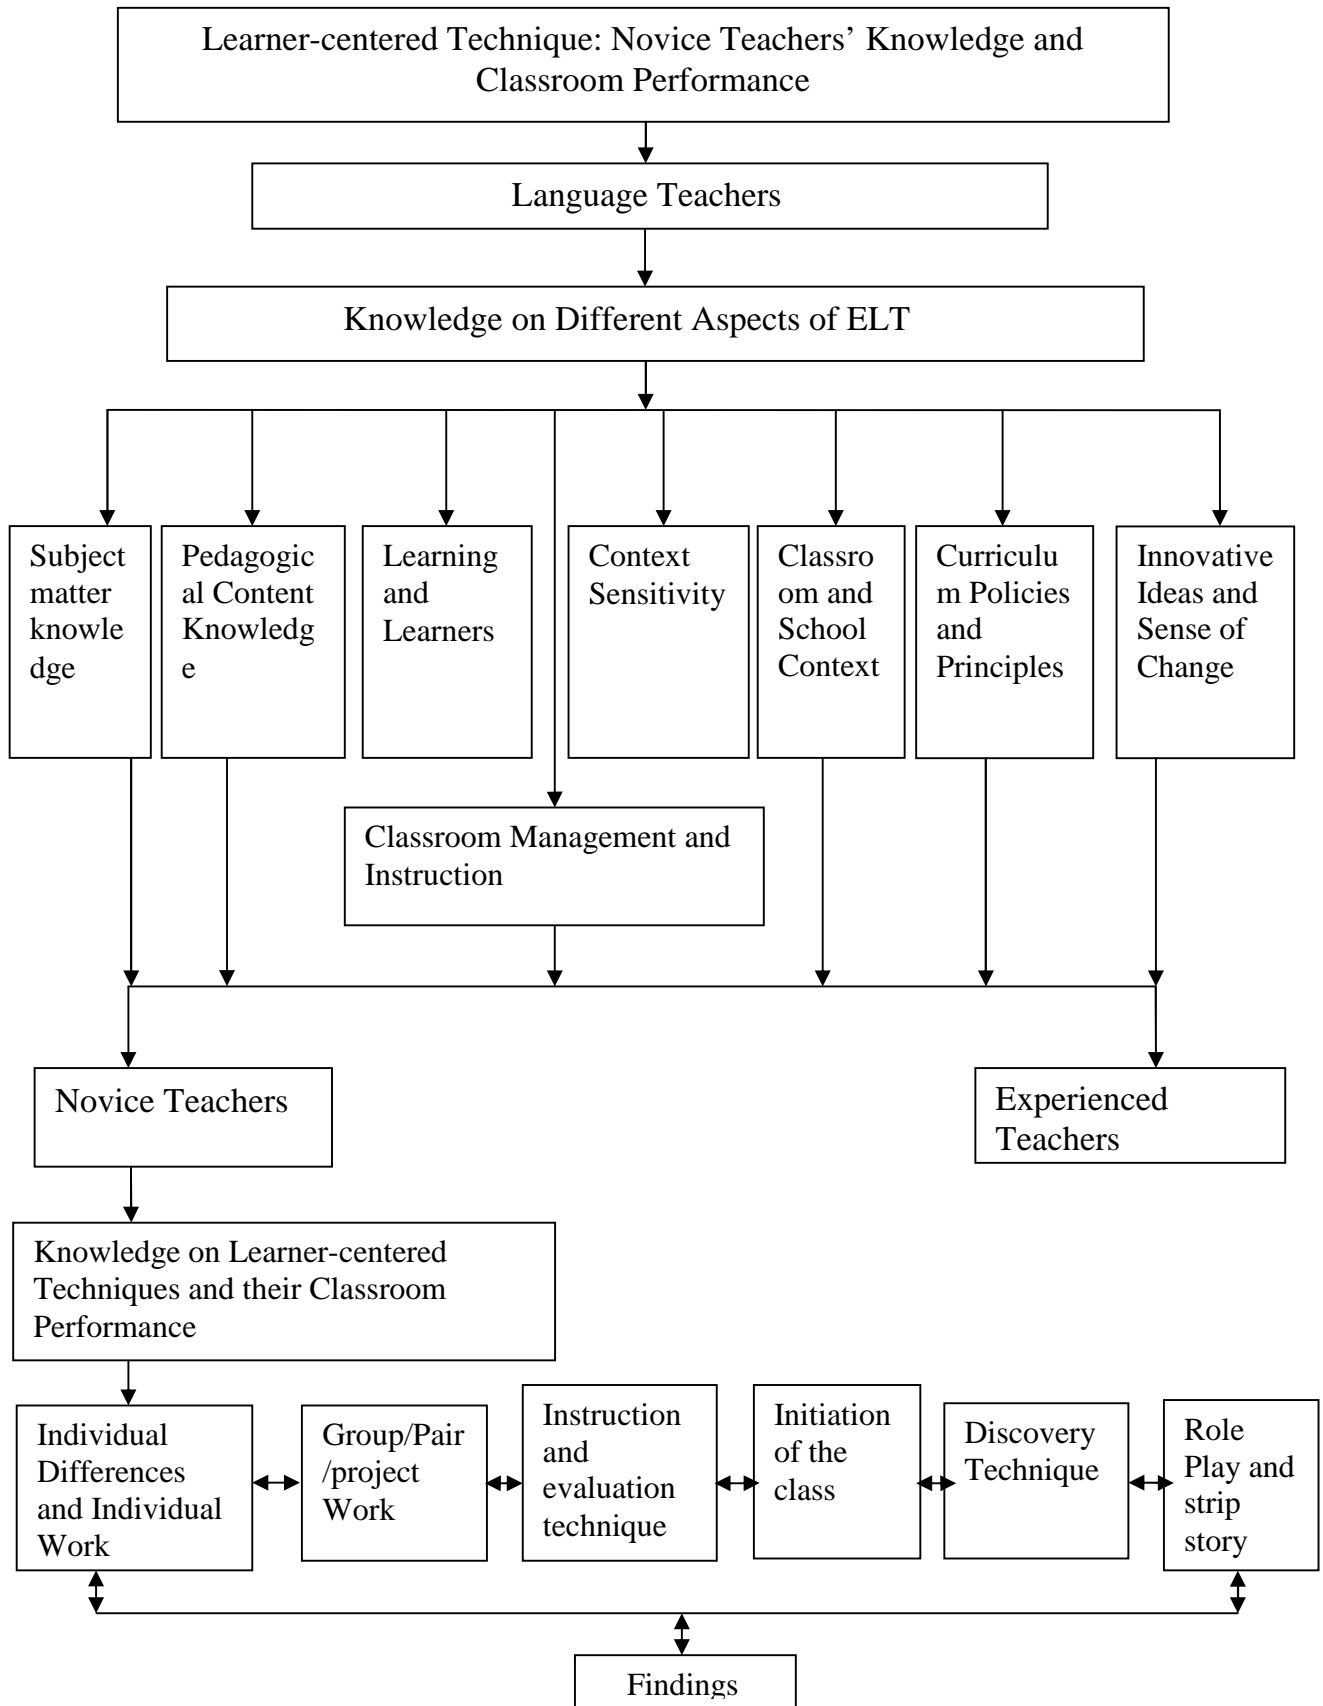 Learner-centered Technique: Novice Teachers’ Knowledge and
Classroom Performance
Language Teachers
Knowledge on Different Aspects of ELT
Subject
matter
knowle
dge
Pedagogic
al Content
Knowledg
e
Learning
and
Learners
Context
Sensitivity
Classro
om and
School
Context
Curriculu
m Policies
and
Principles
Innovative
Ideas and
Sense of
Change
Classroom Management and
Instruction
Novice Teachers
Experienced
Teachers
Knowledge on Learner-centered
Techniques and their Classroom
Performance
Individual
Differences
and Individual
Work
Group/Pair
/project
Work
Instruction
and
evaluation
technique
Initiation
of the
class
Discovery
Technique
Role
Play and
strip
story
Findings